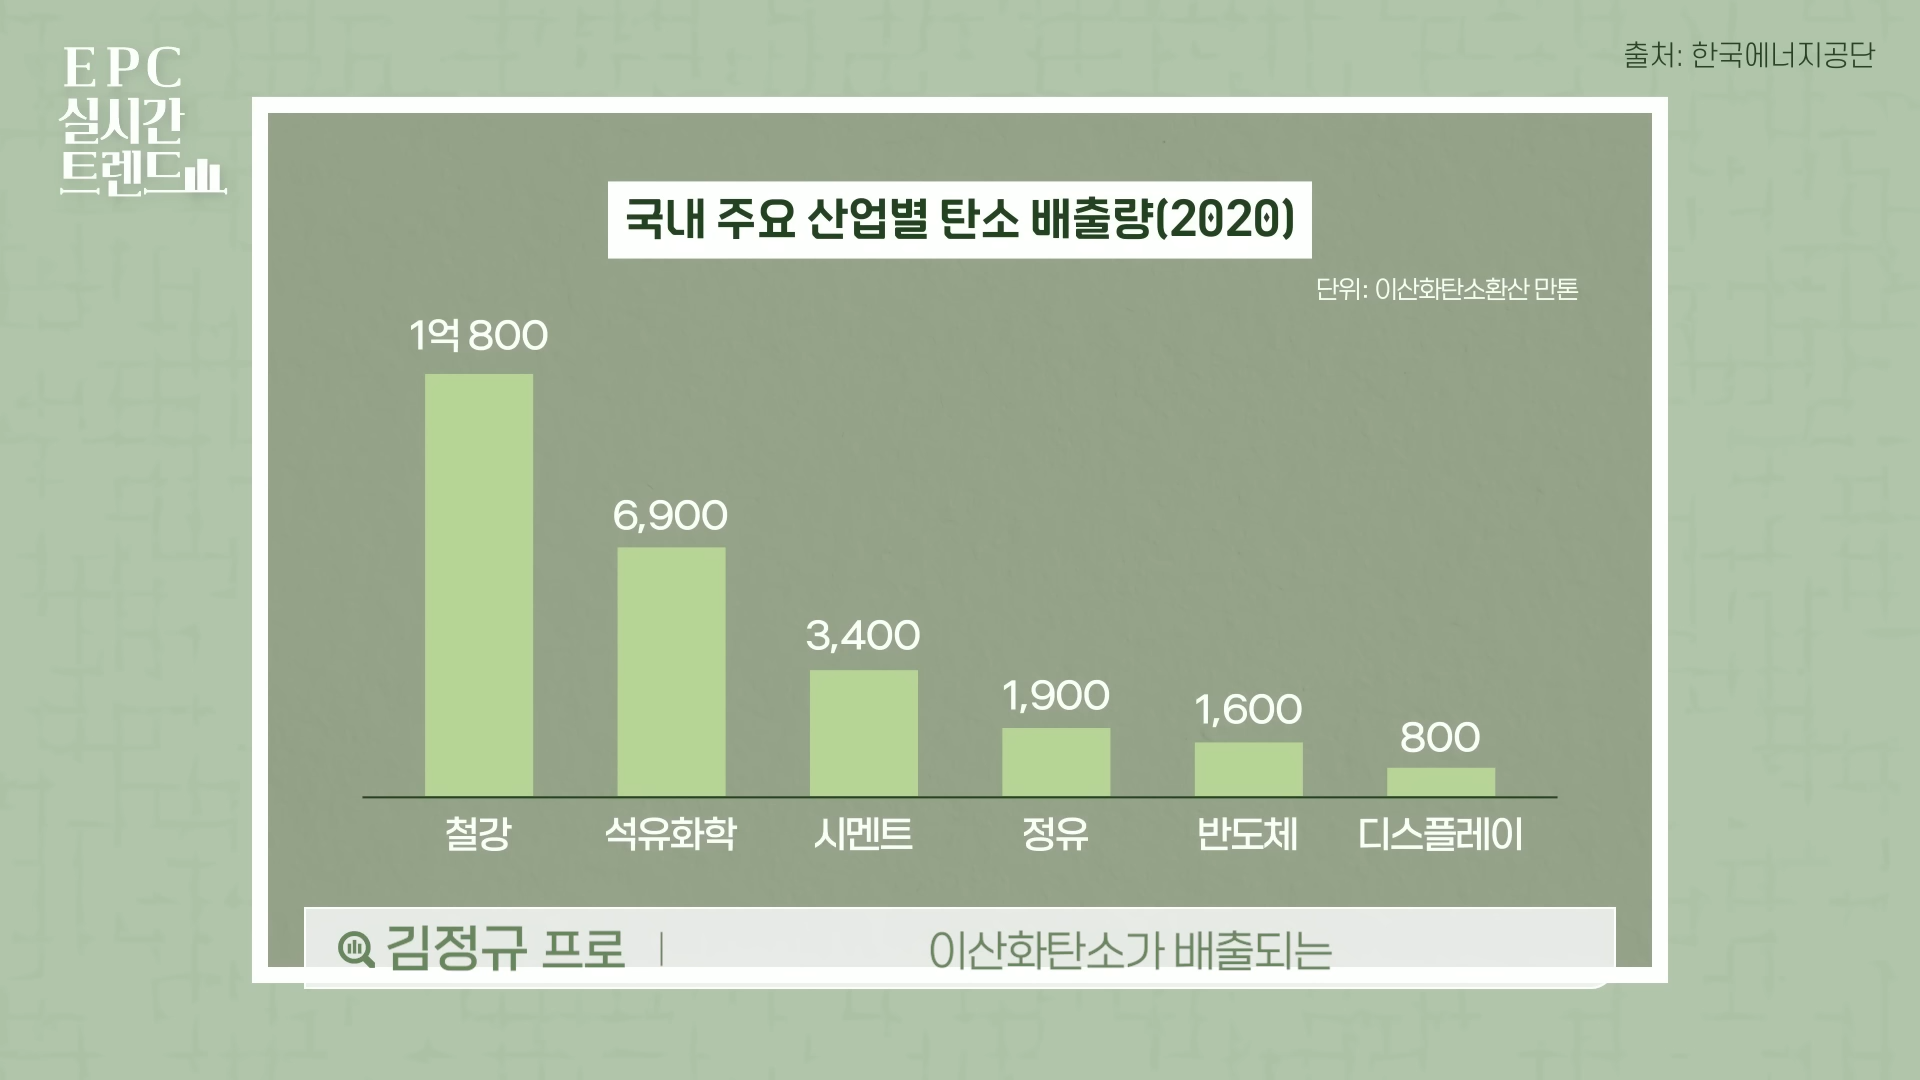 EPC
실시간
트렌드
출처: 한국에너지공단
국내 주요 산업별 탄소 배출량(2020)
단위: 이산화탄소환산 만톤
1억 800
6,900
3,400
1,900
1,600
800
철강
석유화학
시멘트
정유
반도체
디스플레이
김정규 프로
이산화탄소가 배출되는